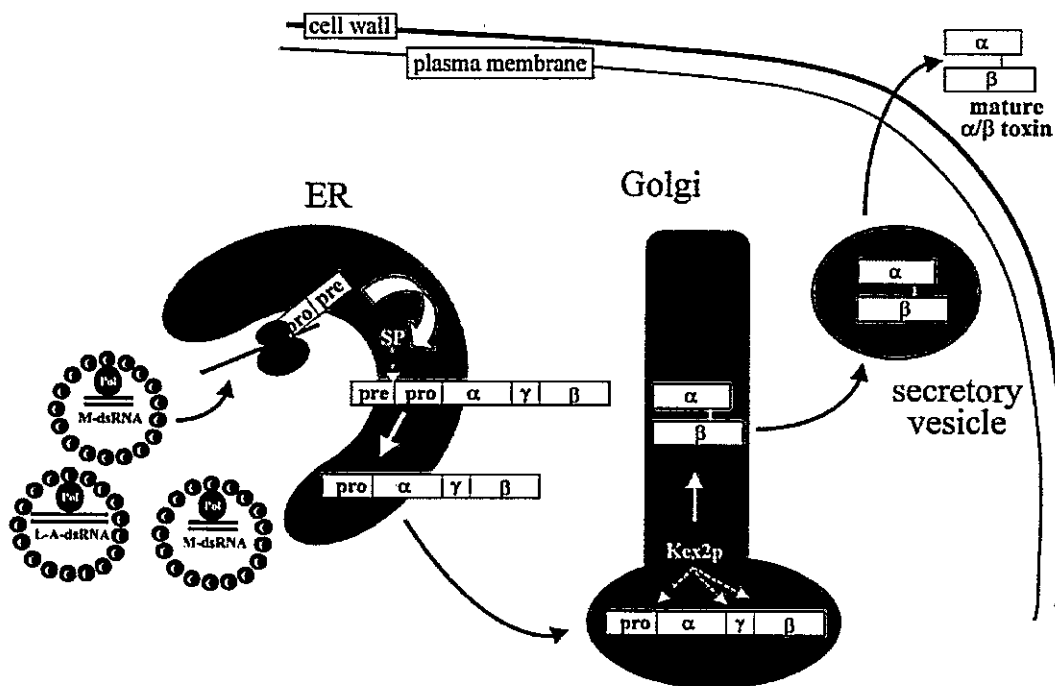 cell wall
plasma membrane
α
β
mature
α/β toxin
ER
Golgi
pro pre
SP
α
β
Pol
M-dsRNA
pre pro α γ β
α
β
secretory
vesicle
pro α γ β
Pol
L-A-dsRNA
Pol
M-dsRNA
Kex2p
pro α γ β